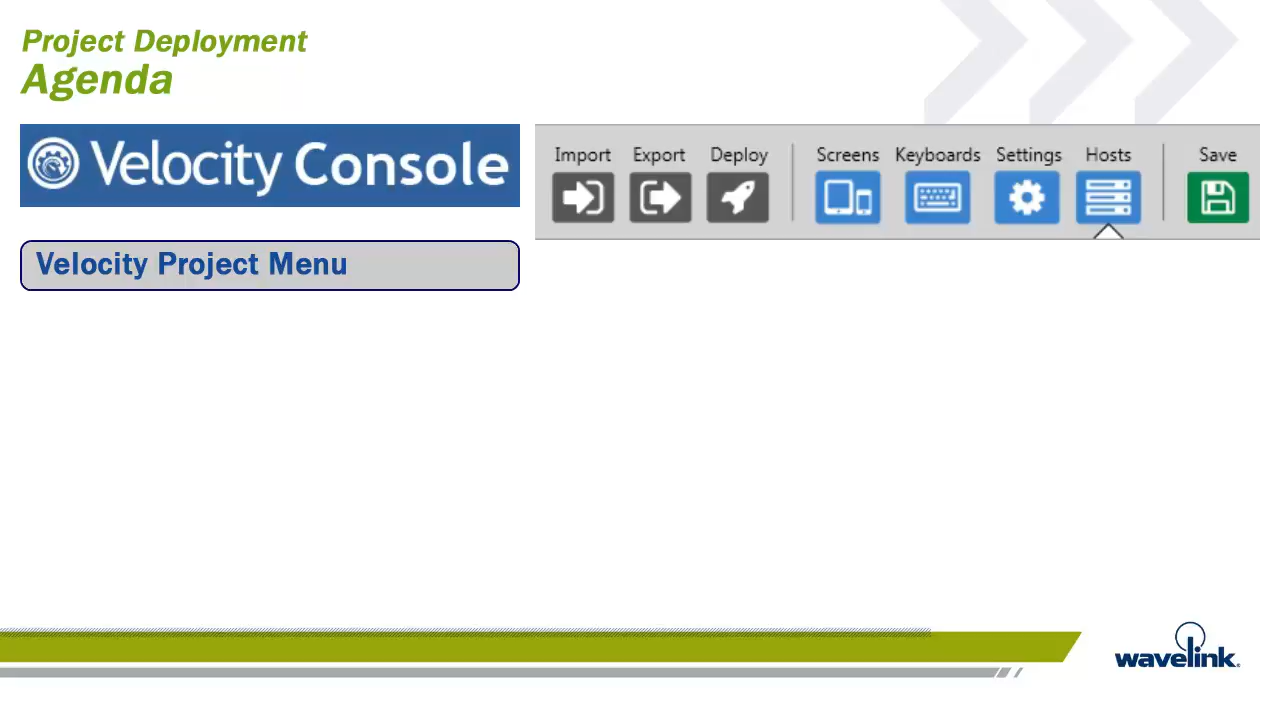 Project Deployment
Agenda
Velocity Console
Import Export Deploy Screens Keyboards Settings Hosts Save
Velocity Project Menu
wavelink®